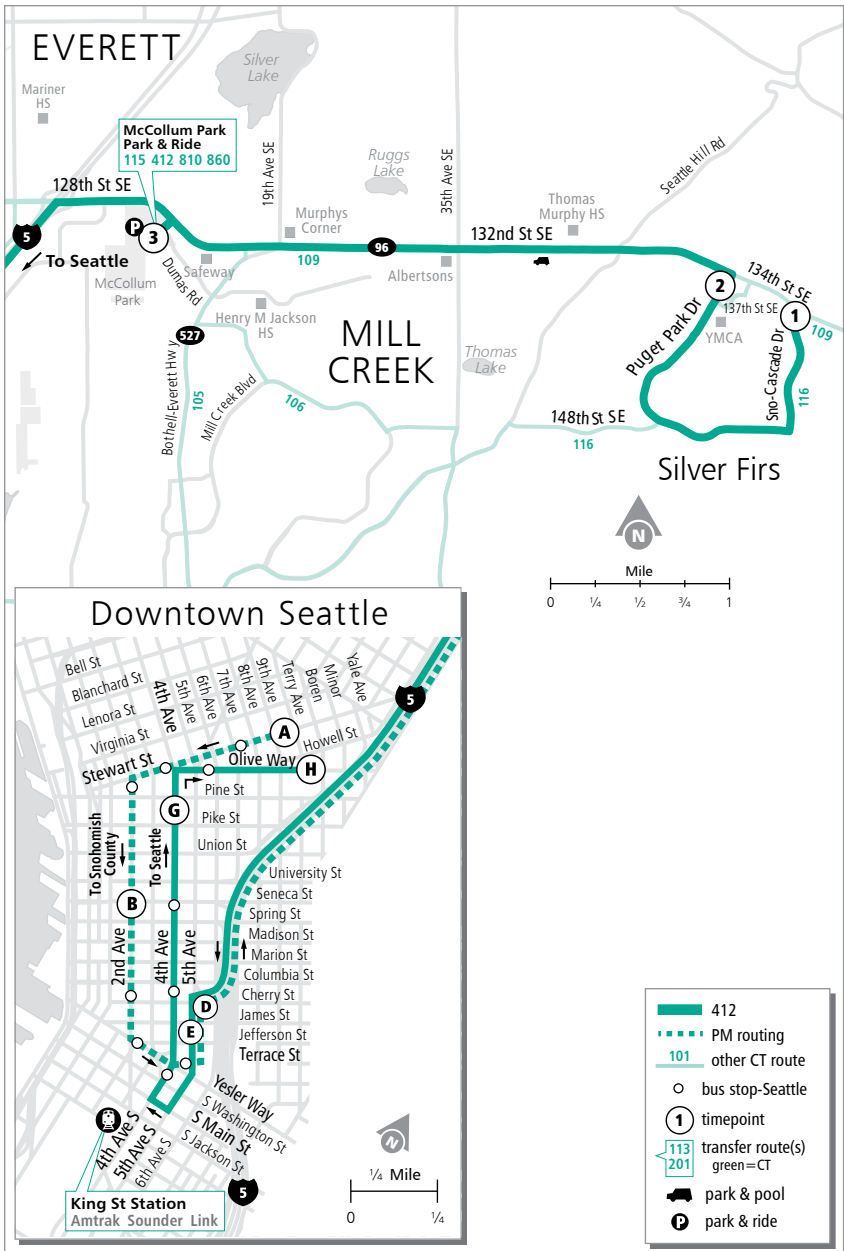 EVERETT
Mariner
HS
Silver
Lake
McCollum Park
Park & Ride
115 412 810 860
128th St SE
19th Ave SE
Ruggs
Lake
35th Ave SE
Seattle Hill Rd
Thomas
Murphy HS
Murphys
Corner
P
3
5
To Seattle
McCollum
Park
Dumas Rd
Safeway
109
96
132nd St SE
Albertsons
134th St SE
2
137th St SE
1
109
YMCA
Puget Park Dr
Sno-Cascade Dr
116
Henry M Jackson
HS
527
MILL
CREEK
Thomas
Lake
Bothell-Everett Hwy
105
Mill Creek Blvd
106
148th St SE
116
Silver Firs
N
Mile
0 ¼ ½ ¾ 1
Downtown Seattle
Bell St
Blanchard St
Lenora St
Virginia St
Stewart St
4th Ave
5th Ave
6th Ave
7th Ave
8th Ave
9th Ave
Terry Ave
Boren
Minor
Yale Ave
5
A
Howell St
Olive Way
H
Pine St
G
Pike St
Union St
To Snohomish
County
To Seattle
University St
Seneca St
Spring St
Madison St
Marion St
Columbia St
Cherry St
James St
Jefferson St
Terrace St
B
2nd Ave
4th Ave
5th Ave
D
E
Yesler Way
S Washington St
S Main St
S Jackson St
4th Ave S
5th Ave S
6th Ave S
5
King St Station
Amtrak Sounder Link
N
¼ Mile
0 ¼
412
PM routing
101 other CT route
bus stop-Seattle
1 timepoint
113
201
transfer route(s)
green=CT
park & pool
P park & ride